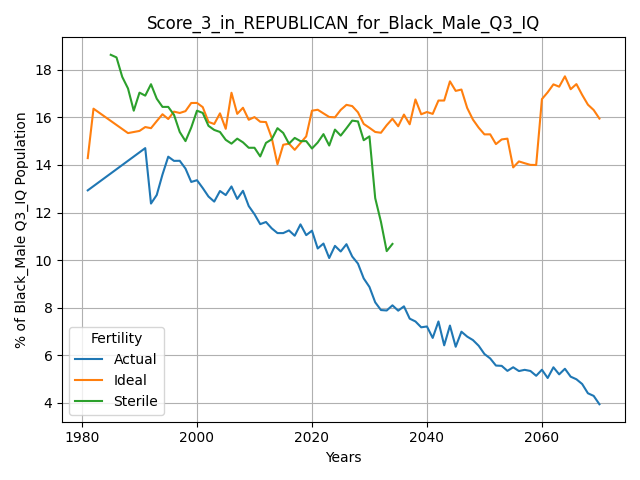 Score_3_in_REPUBLICAN_for_Black_Male_Q3_IQ
% of Black_Male Q3_IQ Population
18
16
14
12
10
8
6
4
Fertility
Actual
Ideal
Sterile
1980 2000 2020 2040 2060
Years